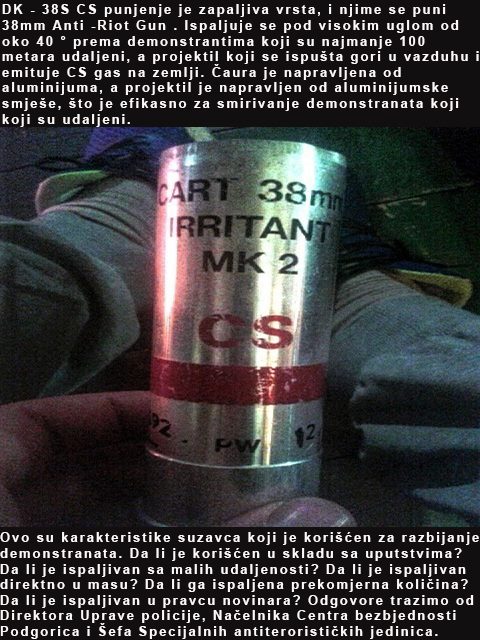 DK - 38S CS punjenje je zapaljiva vrsta, i njime se puni
38mm Anti -Riot Gun . Ispaljuje se pod visokim uglom od
oko 40 ° prema demonstrantima koji su najmanje 100
metara udaljeni, a projektil koji se ispušta gori u vazduhu i
emituje CS gas na zemlji. Čaura je napravljena od
aluminijuma, a projektil je napravljen od aluminijumske
smješe, što je efikasno za smirivanje demonstranata koji
koji su udaljeni.
CART 38mm
IRRITANT
MK 2
CS
92 - PW 12
Ovo su karakteristike suzavca koji je korišćen za razbijanje
demonstranata. Da li je korišćen u skladu sa uputstvima?
Da li je ispaljivan sa malih udaljenosti? Da li je ispaljivan
direktno u masu? Da li ga ispaljena prekomjerna količina?
Da li je ispaljivan u pravcu novinara? Odgovore trazimo od
Direktora Uprave policije, Načelnika Centra bezbjednosti
Podgorica i Šefa Specijalnih antiterorističkih jedinica.